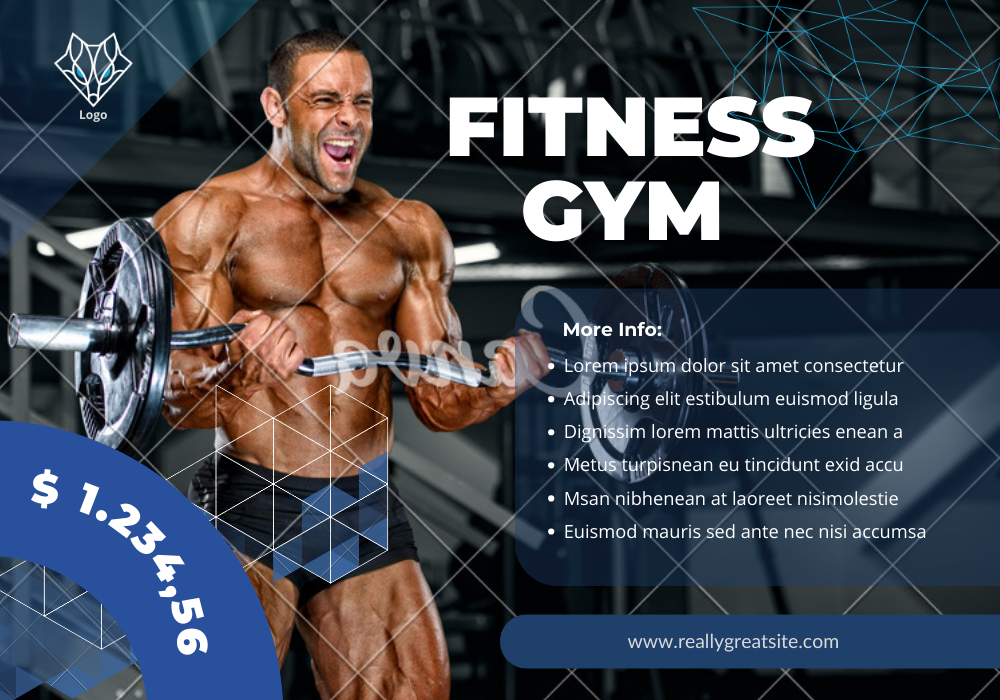 Logo
FITNESS
GYM
More Info:
• Lorem ipsum dolor sit amet consectetur
• Adipiscing elit estibulum euismod ligula
• Dignissim lorem mattis ultricies enean a
• Metus turpisnean eu tincidunt exid accu
• Msan nibhenean at laoreet nisimolestie
• Euismod mauris sed ante nec nisi accumsa
$ 1.234,56
www.reallygreatsite.com
Canva